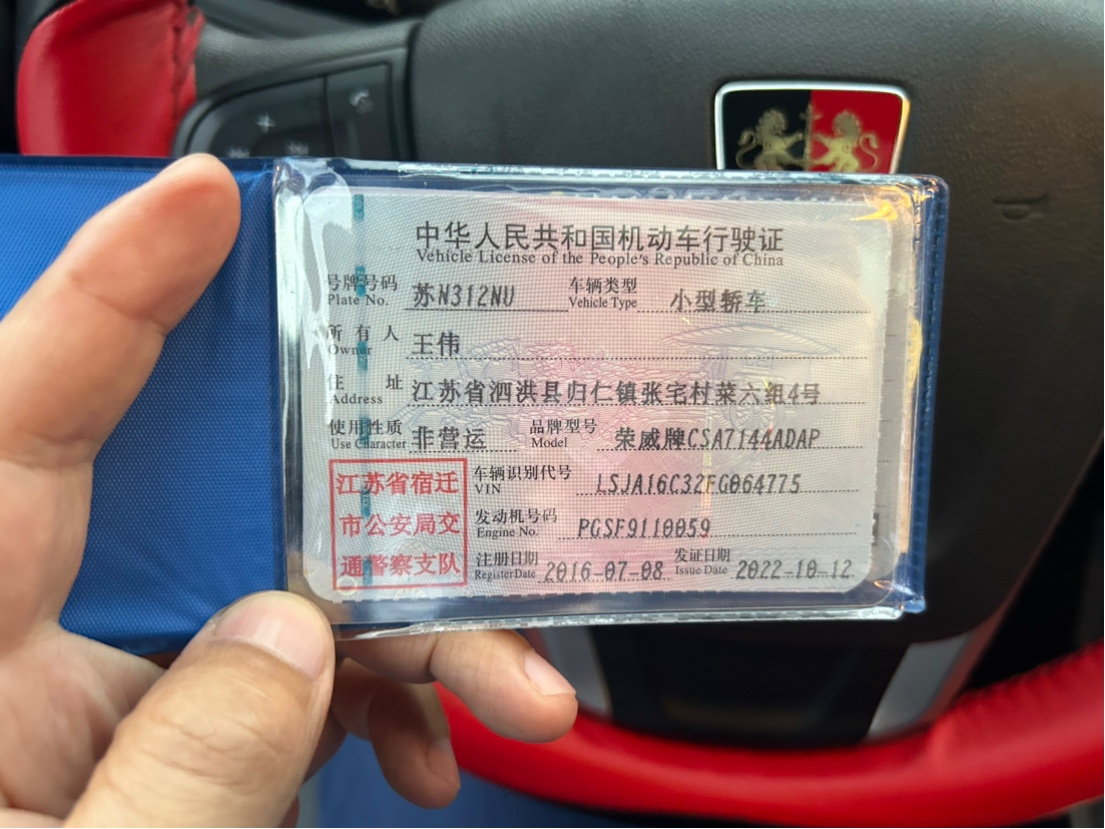 中华人民共和国机动车行驶证
Vehicle License of the People's Republic of China
号牌号码 苏N312NU 车辆类型 小型轿车
Plate No. Vehicle Type
所有人 王伟
Owner
住址 江苏省泗洪县归仁镇张宅村菜六组4号
Address
使用性质 非营运 品牌型号 荣威牌CSA7144ADAP
Use Character Model
江苏省宿迁
市公安局交
通警察支队
车辆识别代号 LSJA16C32FG064775
VIN
发动机号码 PGSF9110059
Engine No.
注册日期 2016-07-08 发证日期 2022-10-12
Register Date Issue Date